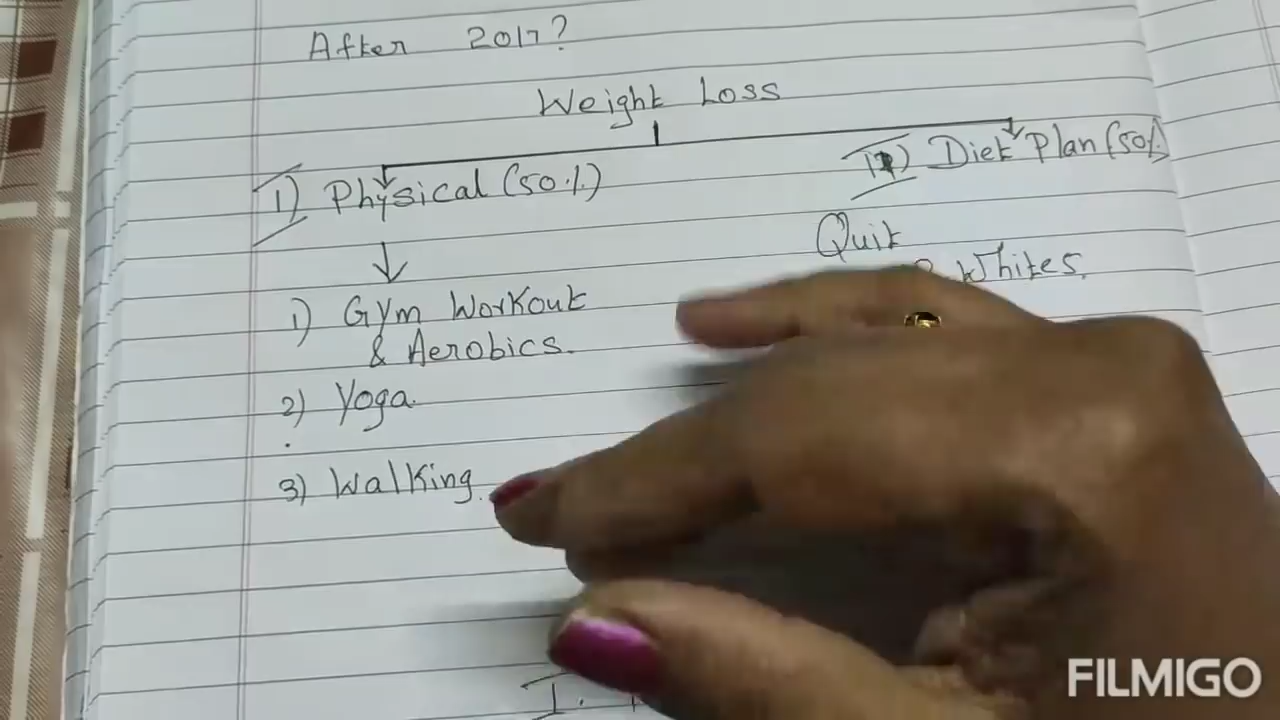 After 2017?
Weight Loss
I) Physical (50%)
II) Diet Plan (50%)
Quit
Whites.
1) Gym Workout
& Aerobics.
2) Yoga.
3) Walking.
I.
FILMIGO